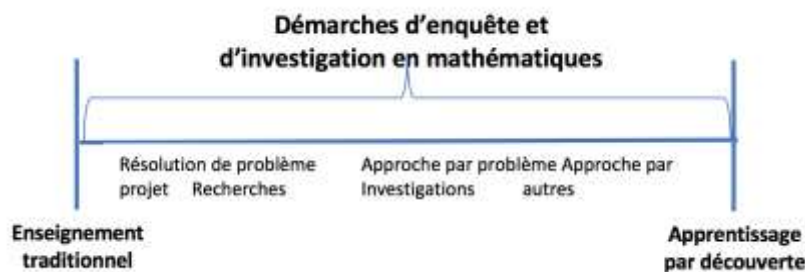 Démarches d’enquête et
d’investigation en mathématiques
Résolution de problème Approche par problème Approche par
projet Recherches Investigations autres
Enseignement
traditionnel
Apprentissage
par découverte